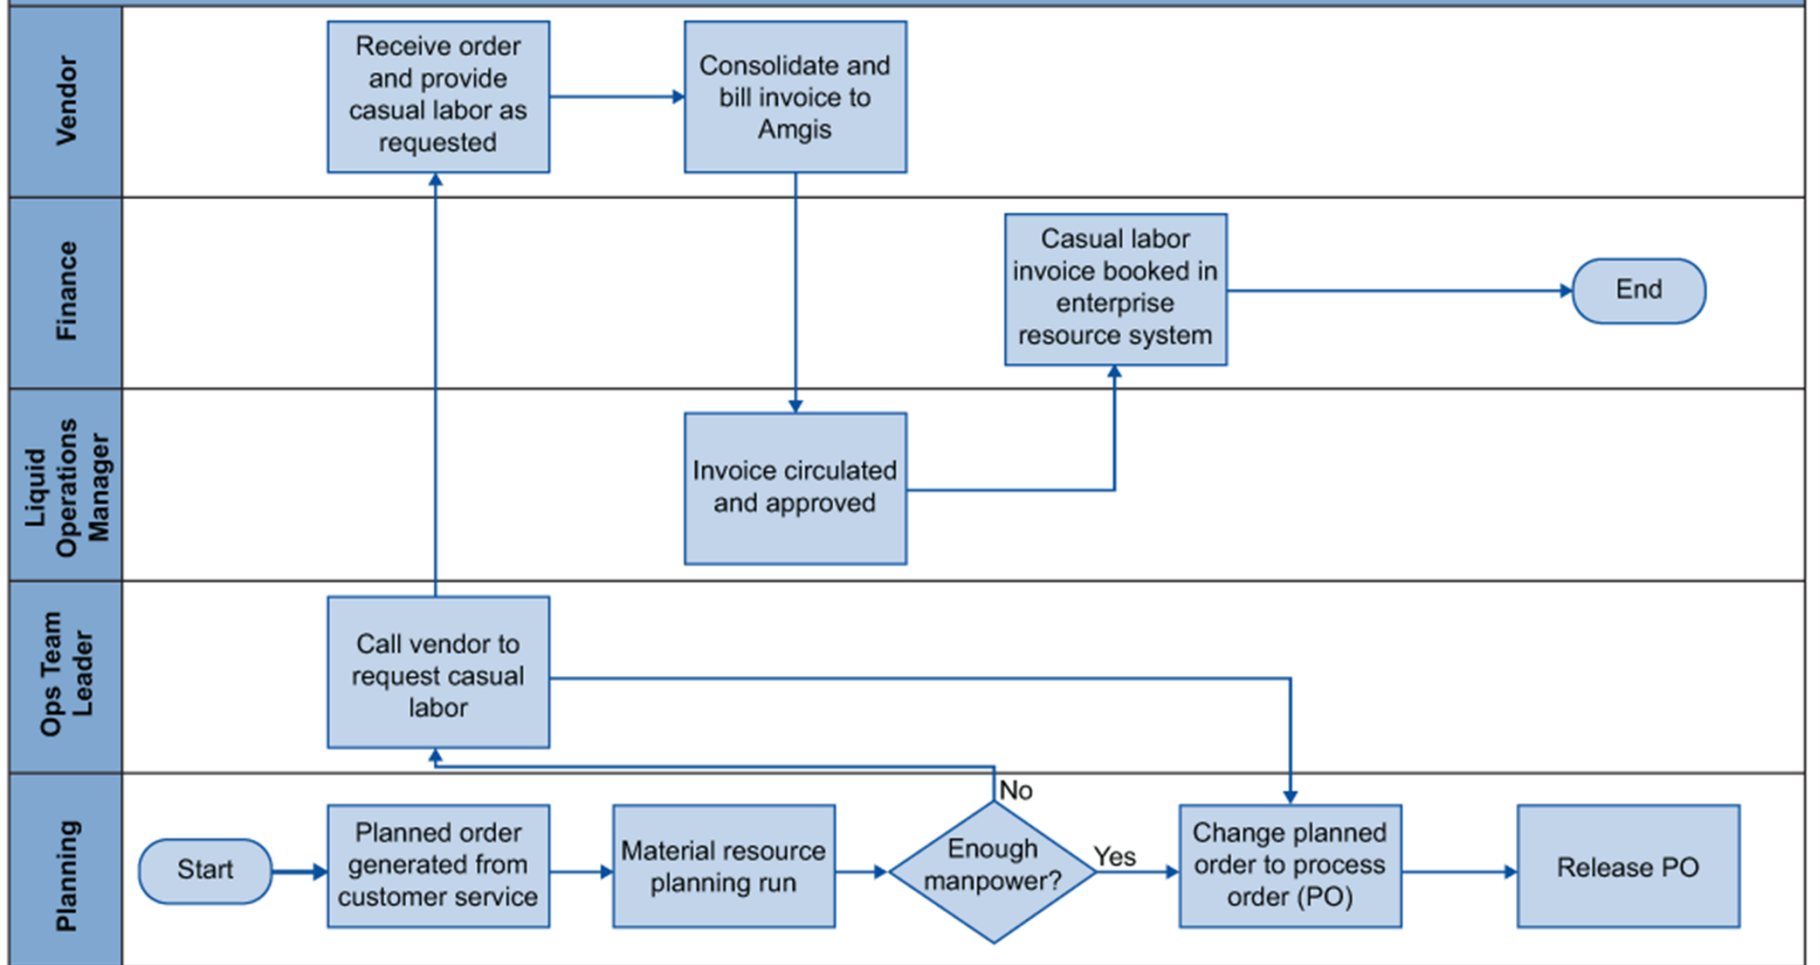 Vendor
Receive order
and provide
casual labor as
requested
Consolidate and
bill invoice to
Amgis
Finance
Casual labor
invoice booked in
enterprise
resource system
End
Liquid
Operations
Manager
Invoice circulated
and approved
Ops Team
Leader
Call vendor to
request casual
labor
Planning
Start
Planned order
generated from
customer service
Material resource
planning run
Enough
manpower?
No
Yes
Change planned
order to process
order (PO)
Release PO